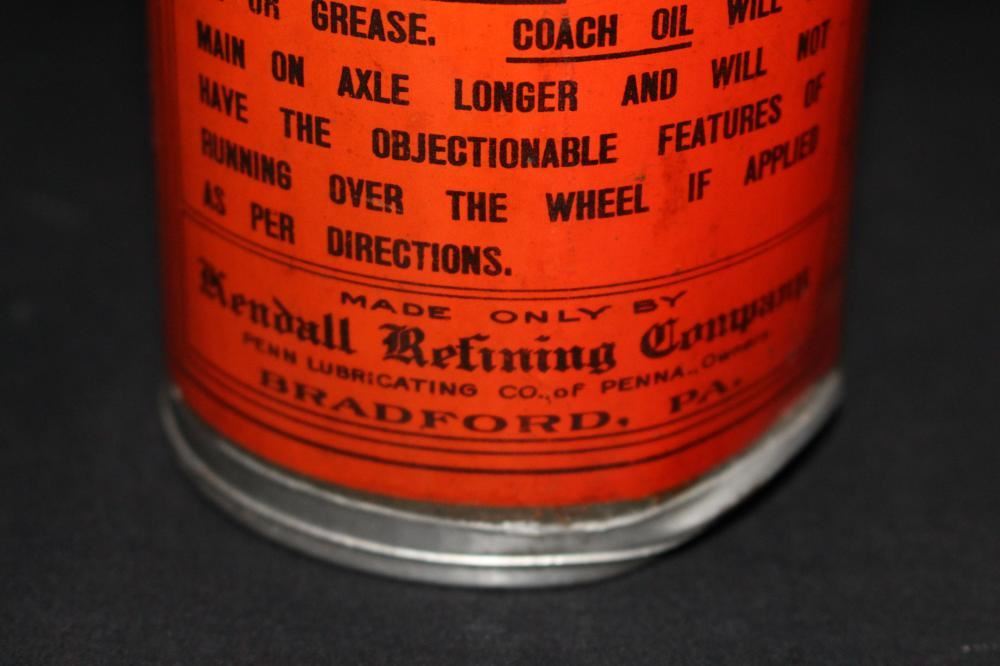 OR GREASE. COACH OIL WILL
MAIN ON AXLE LONGER AND WILL NOT
HAVE THE OBJECTIONABLE FEATURES OF
RUNNING OVER THE WHEEL IF APPLIED
AS PER DIRECTIONS.
MADE ONLY BY
Kendall Refining Company
PENN LUBRICATING CO., OF PENNA., Owners
BRADFORD, PA.